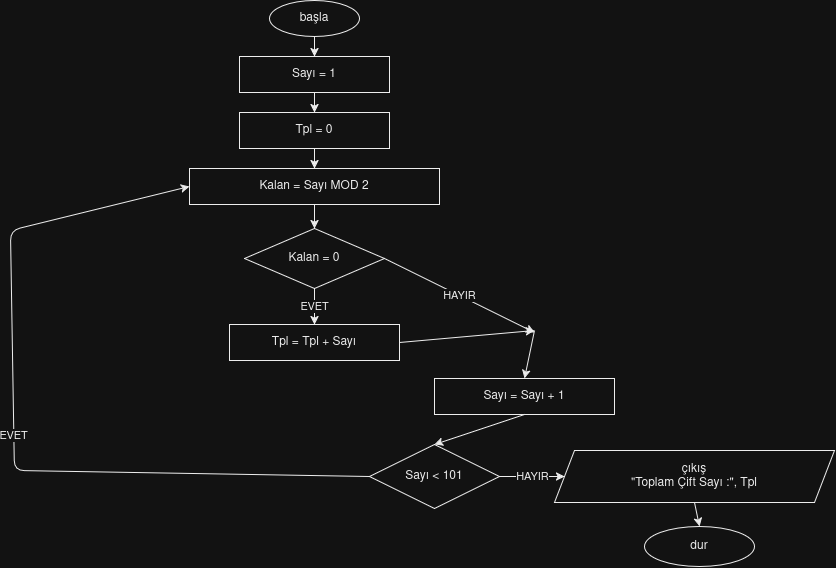 başla
Sayı = 1
Tpl = 0
Kalan = Sayı MOD 2
Kalan = 0
HAYIR
EVET
Tpl = Tpl + Sayı
Sayı = Sayı + 1
EVET
Sayı < 101
HAYIR
çıkış
"Toplam Çift Sayı :", Tpl
dur